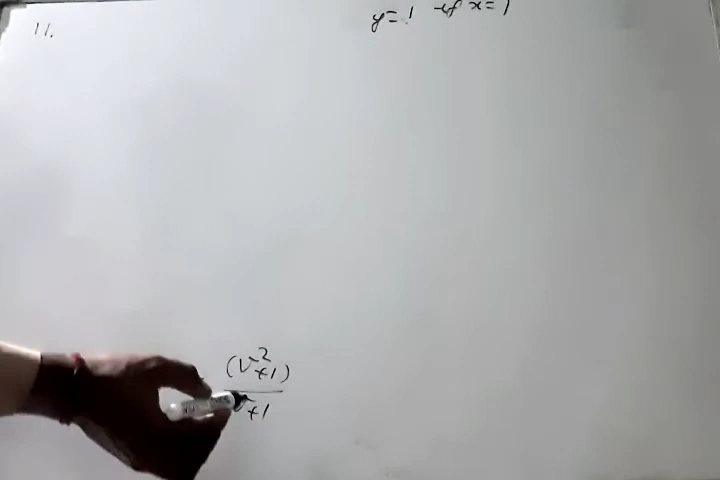 11.
y = 1 if x = 1
(v²+1)
+1